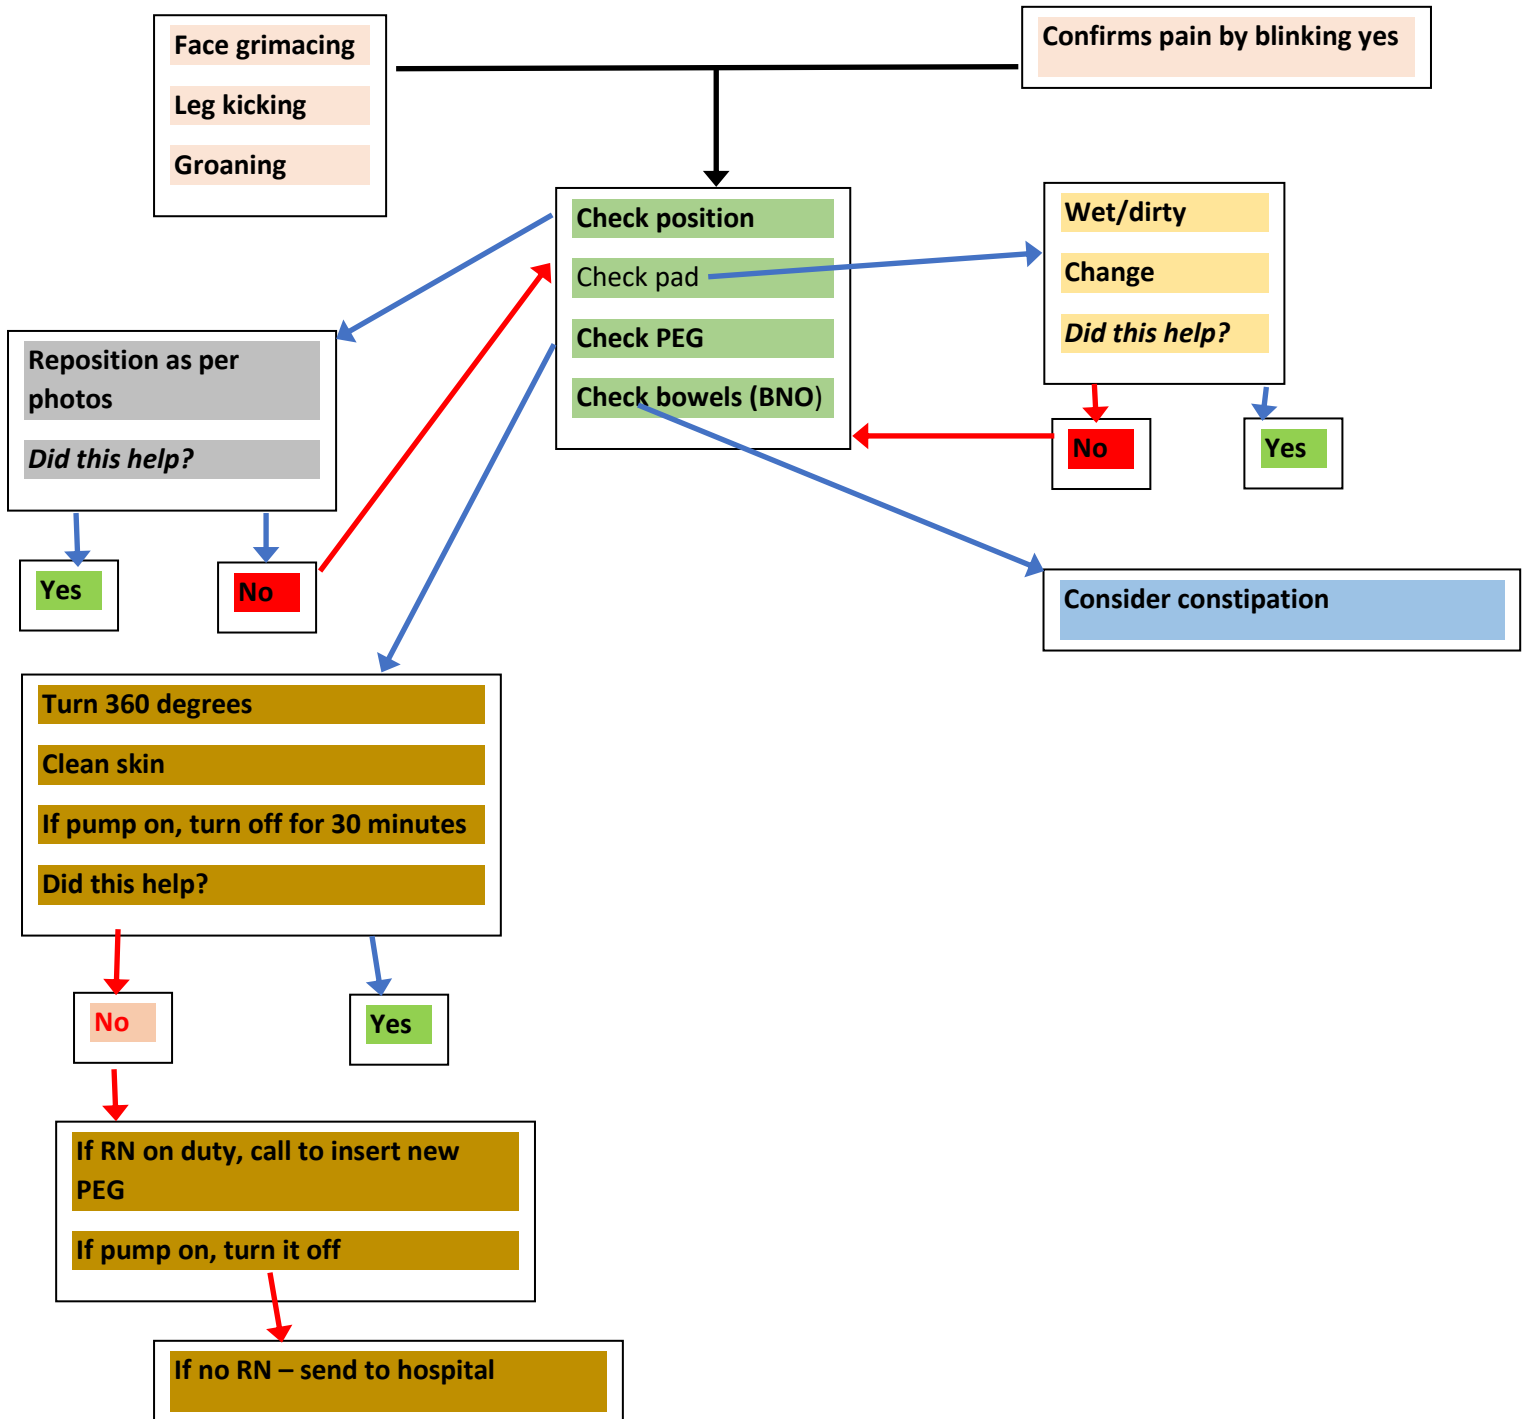 Face grimacing
Leg kicking
Groaning
Confirms pain by blinking yes
Check position
Check pad
Check PEG
Check bowels (BNO)
Wet/dirty
Change
Did this help?
No
Yes
Reposition as per
photos
Did this help?
Yes
No
Consider constipation
Turn 360 degrees
Clean skin
If pump on, turn off for 30 minutes
Did this help?
No
Yes
If RN on duty, call to insert new
PEG
If pump on, turn it off
If no RN – send to hospital